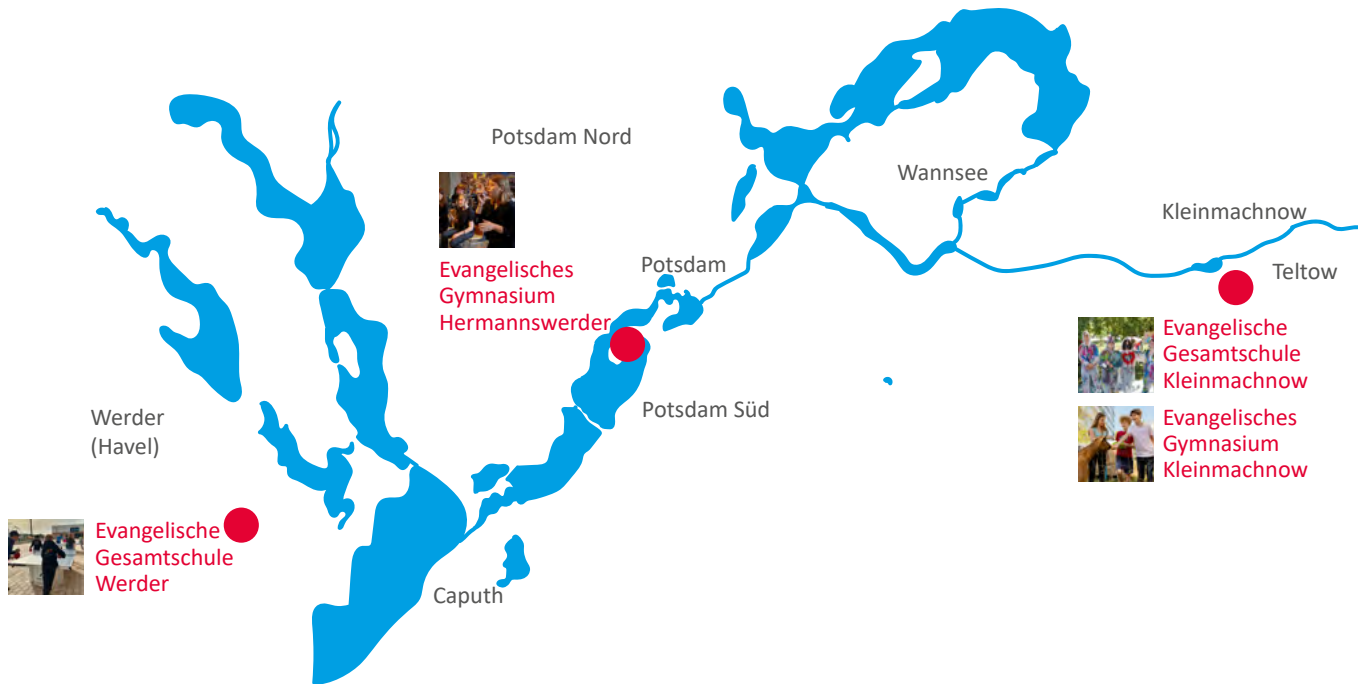 Potsdam Nord
Wannsee
Kleinmachnow
Evangelisches
Gymnasium
Hermannswerder
Potsdam
Teltow
Evangelische
Gesamtschule
Kleinmachnow
Werder
(Havel)
Potsdam Süd
Evangelisches
Gymnasium
Kleinmachnow
Evangelische
Gesamtschule
Werder
Caputh